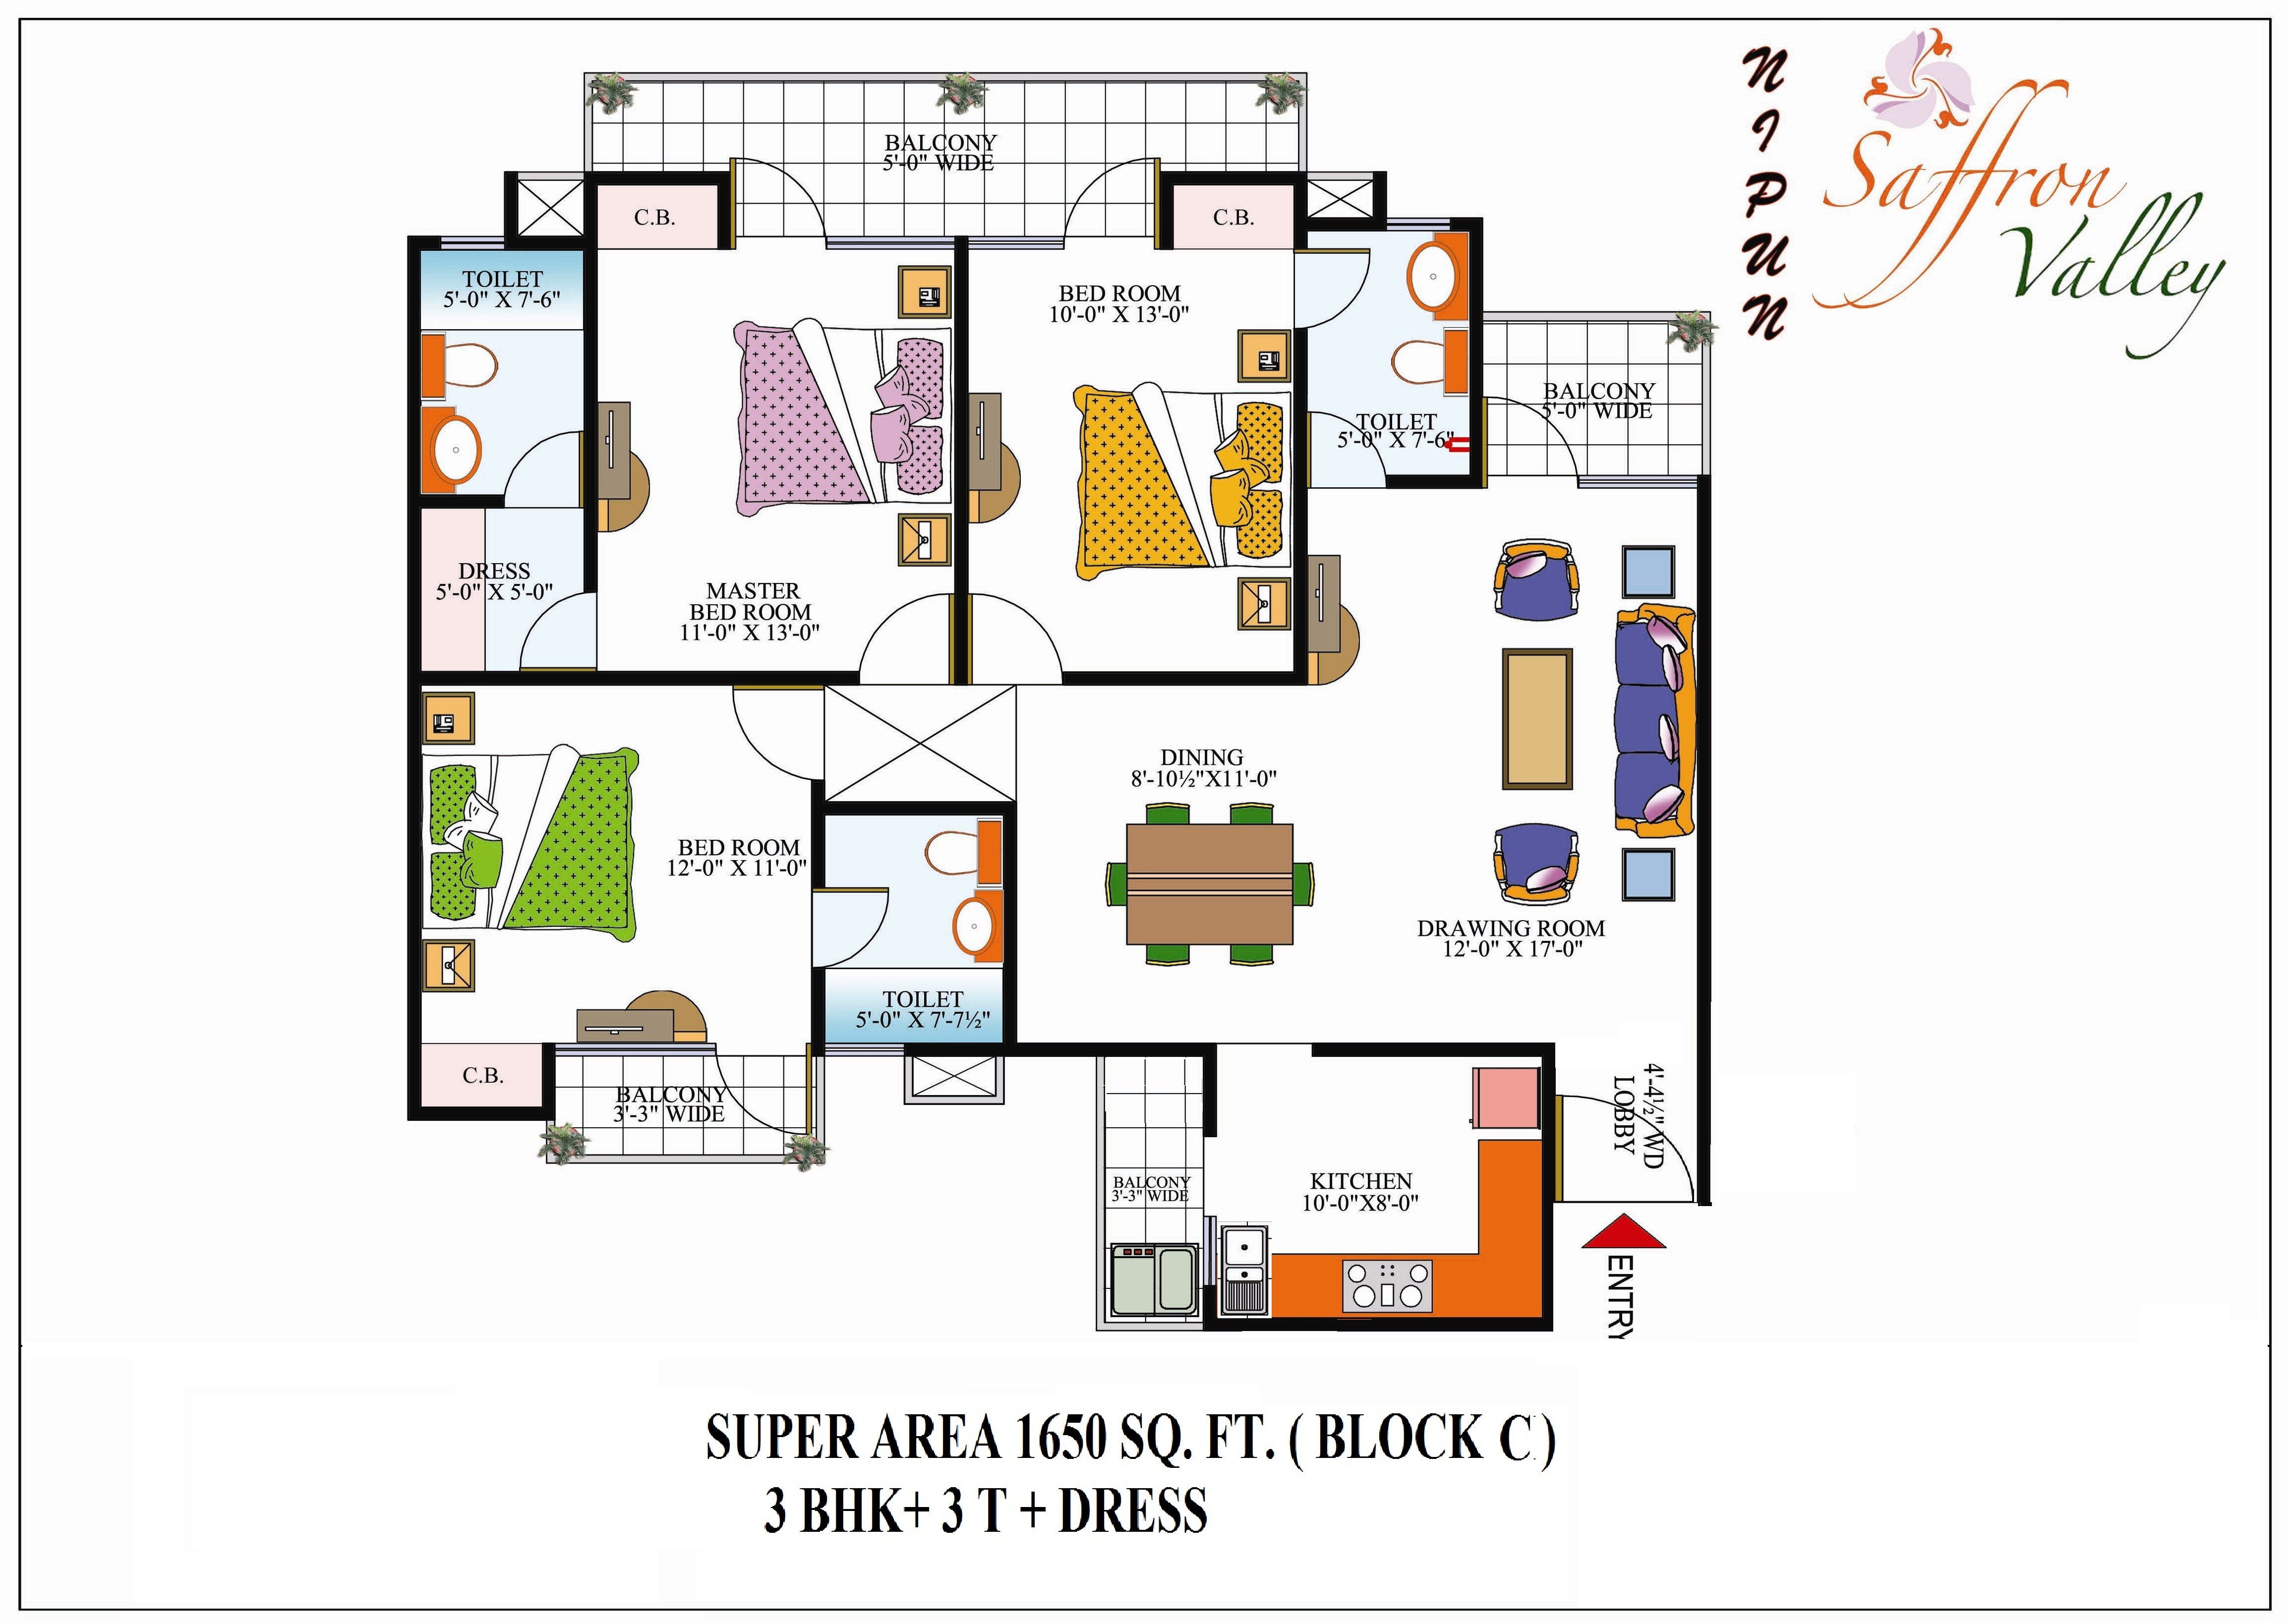 NIPUN
Saffron
Valley
BALCONY
5'-0" WIDE
C.B.
C.B.
TOILET
5'-0" X 7'-6"
BED ROOM
10'-0" X 13'-0"
BALCONY
5'-0" WIDE
TOILET
5'-0" X 7'-6"
DRESS
5'-0" X 5'-0"
MASTER
BED ROOM
11'-0" X 13'-0"
DINING
8'-10½"X11'-0"
BED ROOM
12'-0" X 11'-0"
DRAWING ROOM
12'-0" X 17'-0"
TOILET
5'-0" X 7'-7½"
C.B.
BALCONY
3'-3" WIDE
4'-4½" WD
LOBBY
BALCONY
3'-3" WIDE
KITCHEN
10'-0"X8'-0"
ENTRY
SUPER AREA 1650 SQ. FT. ( BLOCK C )
3 BHK+ 3 T + DRESS